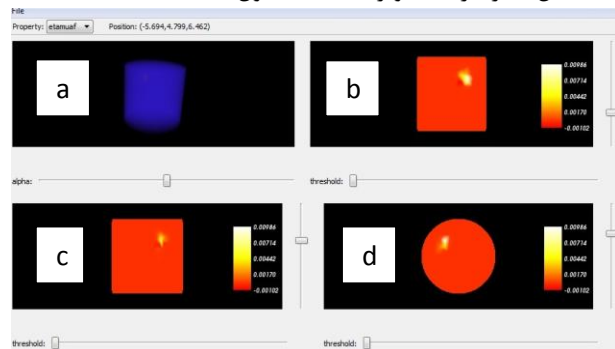 File
Property: etamuaf Position: (-5.694,4.799,6.462)
a
b
0.00986
0.00714
0.00442
0.00170
-0.00102
alpha:
threshold:
c
0.00986
0.00714
0.00442
0.00170
-0.00102
d
0.00986
0.00714
0.00442
0.00170
-0.00102
threshold:
threshold: